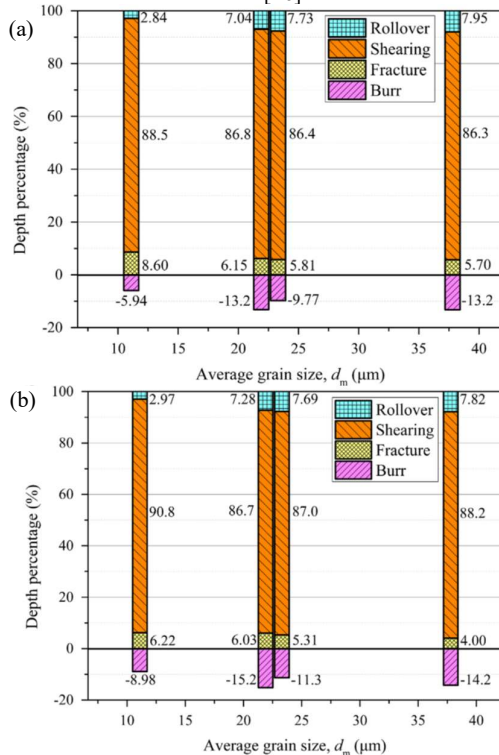 (a)
100
2.84
7.04
7.73
7.95
Rollover
Shearing
Fracture
Burr
80
60
88.5
86.8
86.4
86.3
40
20
8.60
6.15
5.81
5.70
0
-5.94
-13.2
-9.77
-13.2
-20
10 15 20 25 30 35 40
Depth percentage (%)
Average grain size, dm (μm)
(b)
100
2.97
7.28
7.69
7.82
Rollover
Shearing
Fracture
Burr
80
60
90.8
86.7
87.0
88.2
40
20
6.22
6.03
5.31
4.00
0
-8.98
-15.2
-11.3
-14.2
-20
10 15 20 25 30 35 40
Depth percentage (%)
Average grain size, dm (μm)